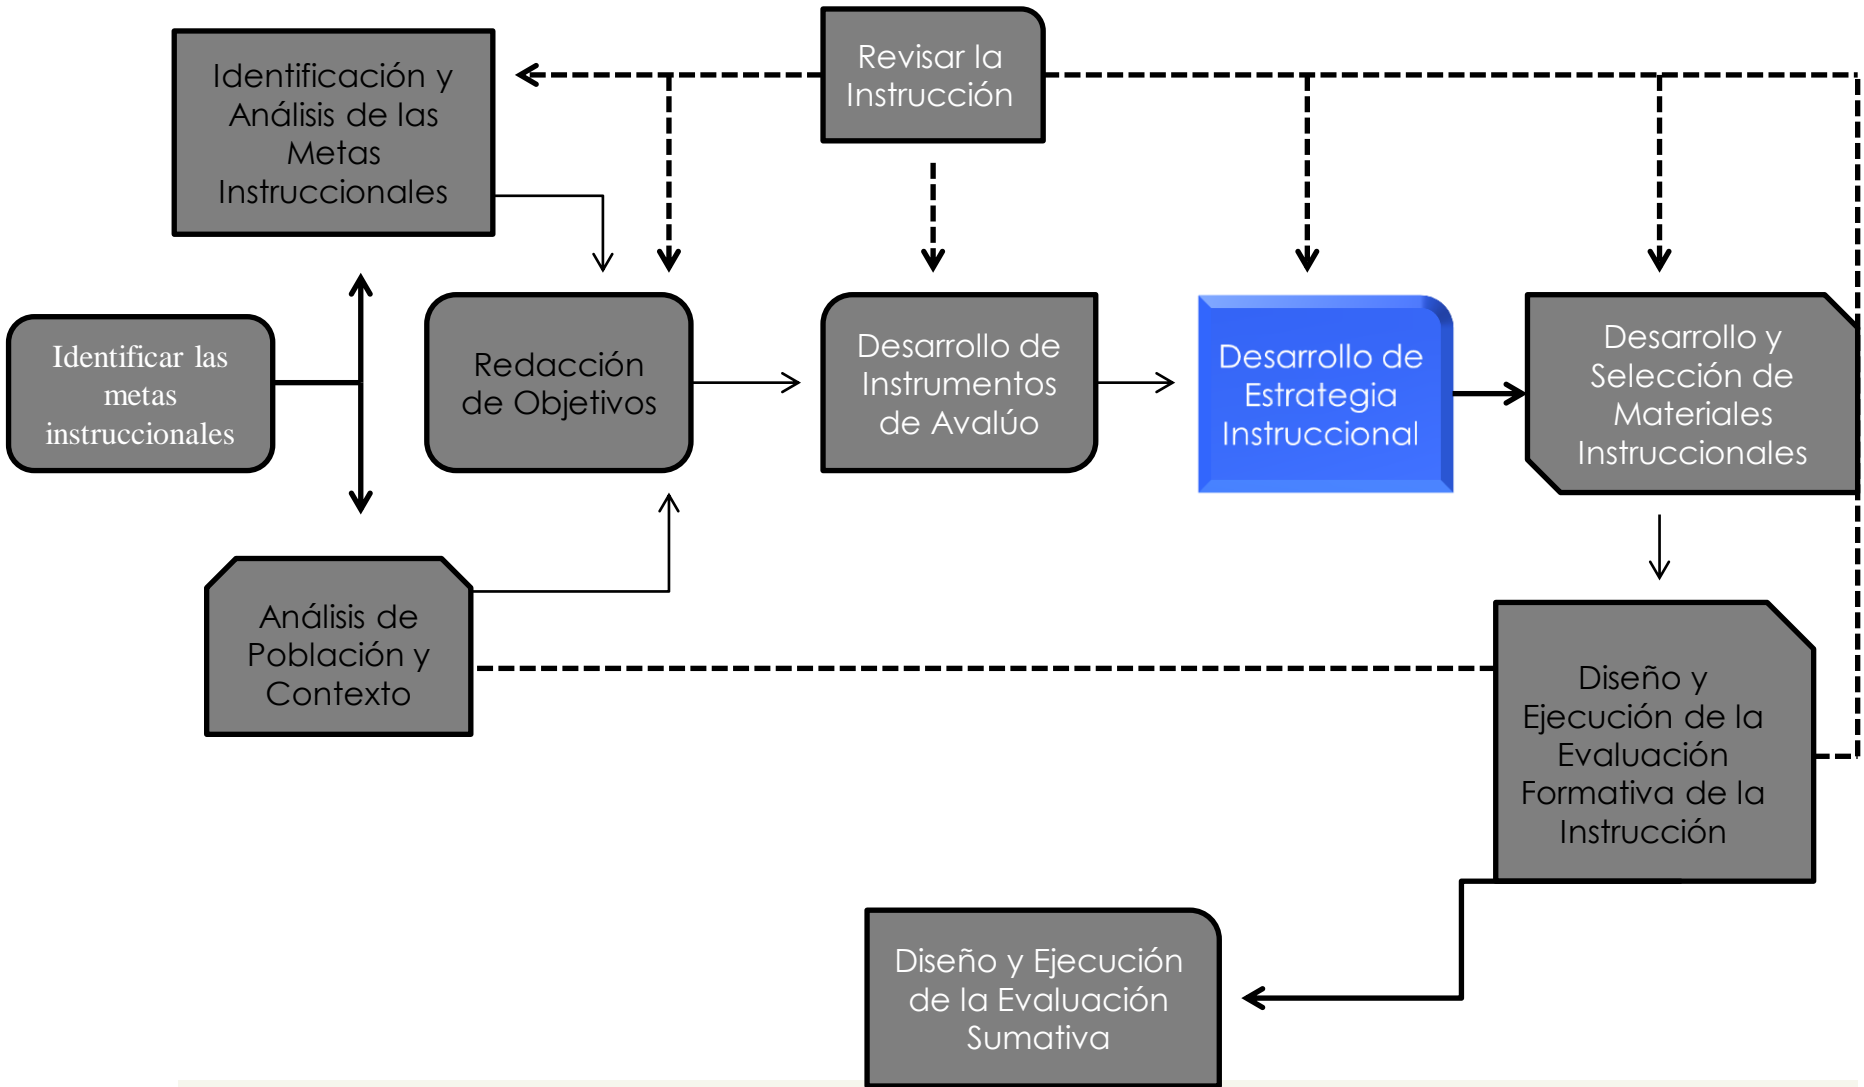 Revisar la
Instrucción
Identificación y
Análisis de las
Metas
Instruccionales
Identificar las
metas
instruccionales
Redacción
de Objetivos
Desarrollo de
Instrumentos
de Avalúo
Desarrollo de
Estrategia
Instruccional
Desarrollo y
Selección de
Materiales
Instruccionales
Análisis de
Población y
Contexto
Diseño y
Ejecución de la
Evaluación
Formativa de la
Instrucción
Diseño y Ejecución
de la Evaluación
Sumativa